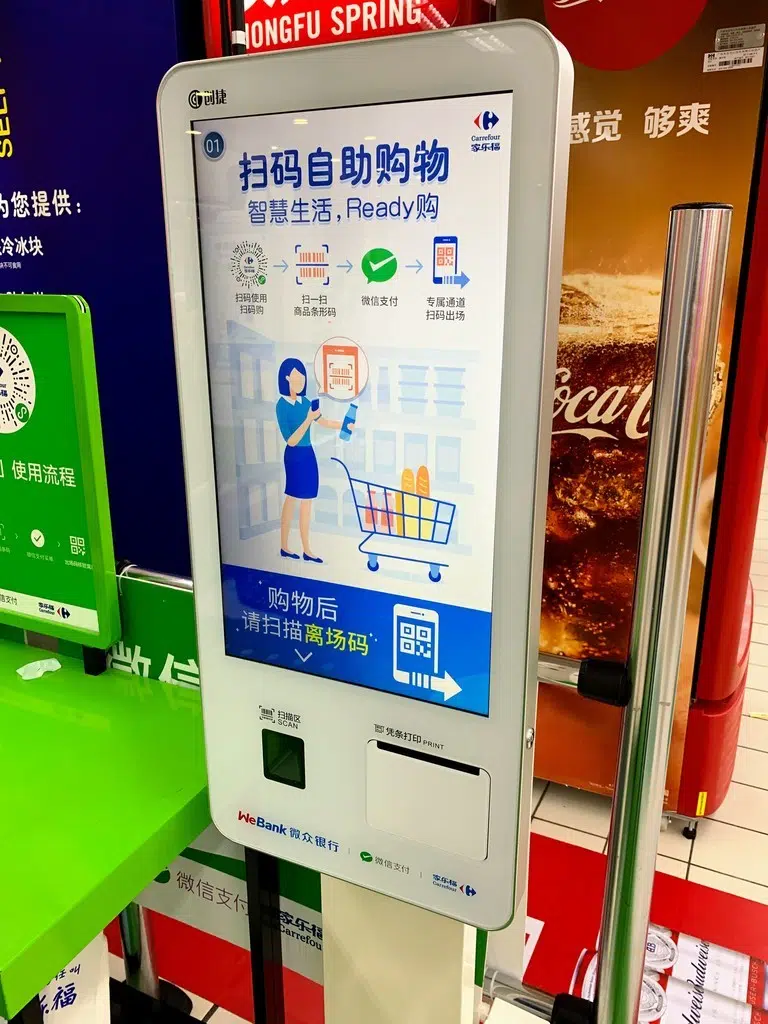 HONGFU SPRING
创捷
01
Carrefour
家乐福
扫码自助购物
智慧生活,Ready购
扫码使用
扫码购
扫一扫
商品条形码
微信支付
专属通道
扫码出场
购物后
请扫描离场码
扫描区
SCAN
凭条打印 PRINT
WeBank 微众银行
微信支付
家乐福
Carrefour
为您提供:
冷冰块
使用流程
微信
微信支付
家乐福
Carrefour
感觉 够爽
Coca
Budweiser
福